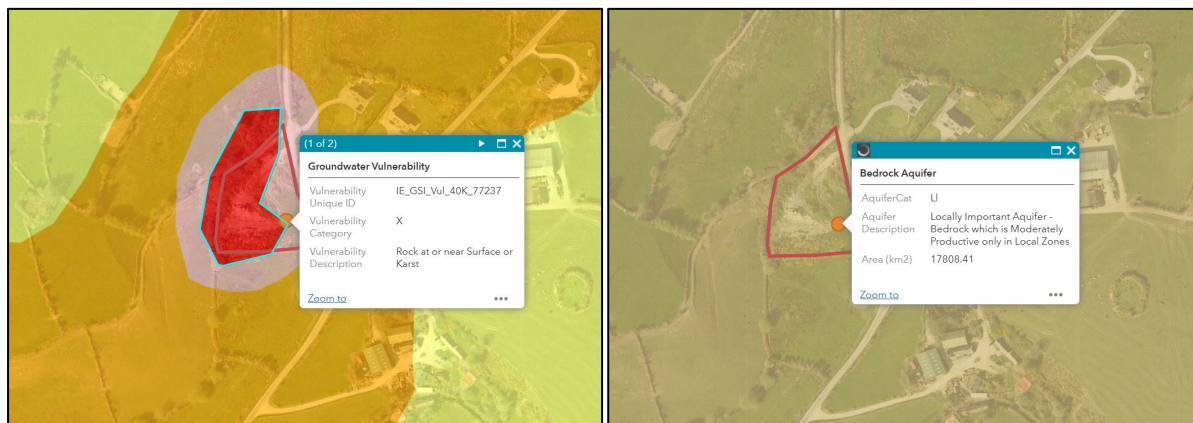 (1 of 2)
Groundwater Vulnerability
Vulnerability Unique ID IE_GSI_Vul_40K_77237
Vulnerability Category X
Vulnerability Description Rock at or near Surface or Karst
Zoom to
Bedrock Aquifer
AquiferCat Ll
Aquifer Description Locally Important Aquifer - Bedrock which is Moderately Productive only in Local Zones
Area (km2) 17808.41
Zoom to